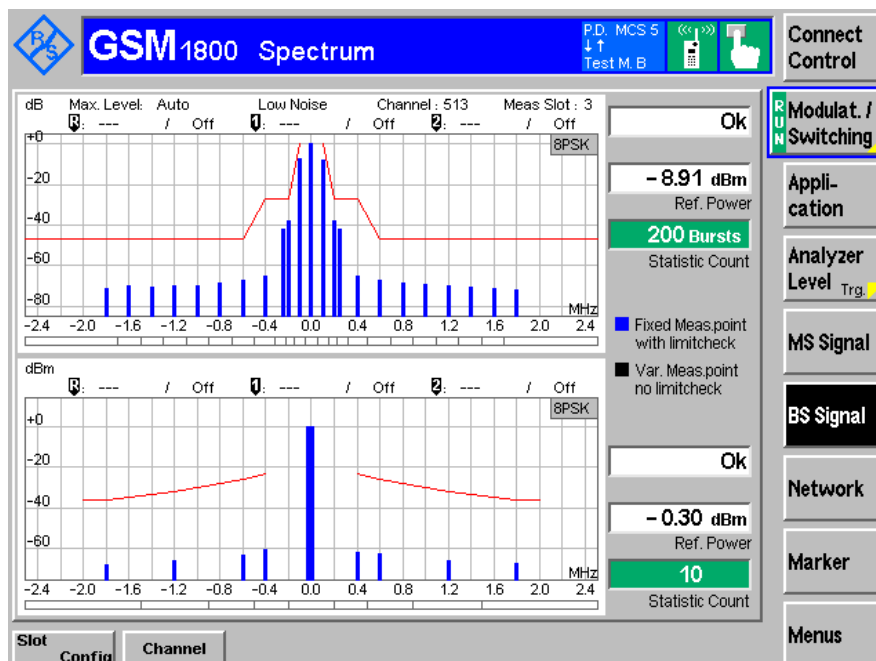 R/S
GSM 1800 Spectrum
P.D. MCS 5
↓↑
Test M. B
Connect
Control
dB Max. Level: Auto Low Noise Channel : 513 Meas Slot : 3
R: --- / Off 1: --- / Off 2: --- / Off
8PSK
+0
-20
-40
-60
-80
MHz
-2.4 -2.0 -1.6 -1.2 -0.8 -0.4 0.0 0.4 0.8 1.2 1.6 2.0 2.4
Ok
-8.91 dBm
Ref. Power
200 Bursts
Statistic Count
Fixed Meas.point
with limitcheck
Var. Meas.point
no limitcheck
dBm
R: --- / Off 1: --- / Off 2: --- / Off
8PSK
+0
-20
-40
-60
MHz
-2.4 -2.0 -1.6 -1.2 -0.8 -0.4 0.0 0.4 0.8 1.2 1.6 2.0 2.4
Ok
-0.30 dBm
Ref. Power
10
Statistic Count
RUN
Modulat. /
Switching
Appli-
cation
Analyzer
Level Trg.
MS Signal
BS Signal
Network
Marker
Menus
Slot
Config
Channel